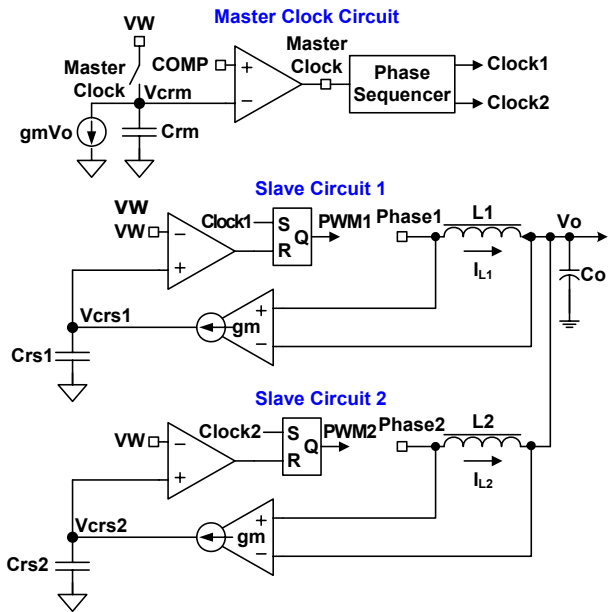 Master Clock Circuit
VW
Master
Clock
COMP
Master
Clock
Vcrm
gmVo
Crm
Phase
Sequencer
Clock1
Clock2
Slave Circuit 1
VW
VW
Clock1
S
R
Q
PWM1
Phase1
L1
Vo
IL1
Co
Vcrs1
gm
Crs1
Slave Circuit 2
VW
Clock2
S
R
Q
PWM2
Phase2
L2
IL2
Vcrs2
gm
Crs2